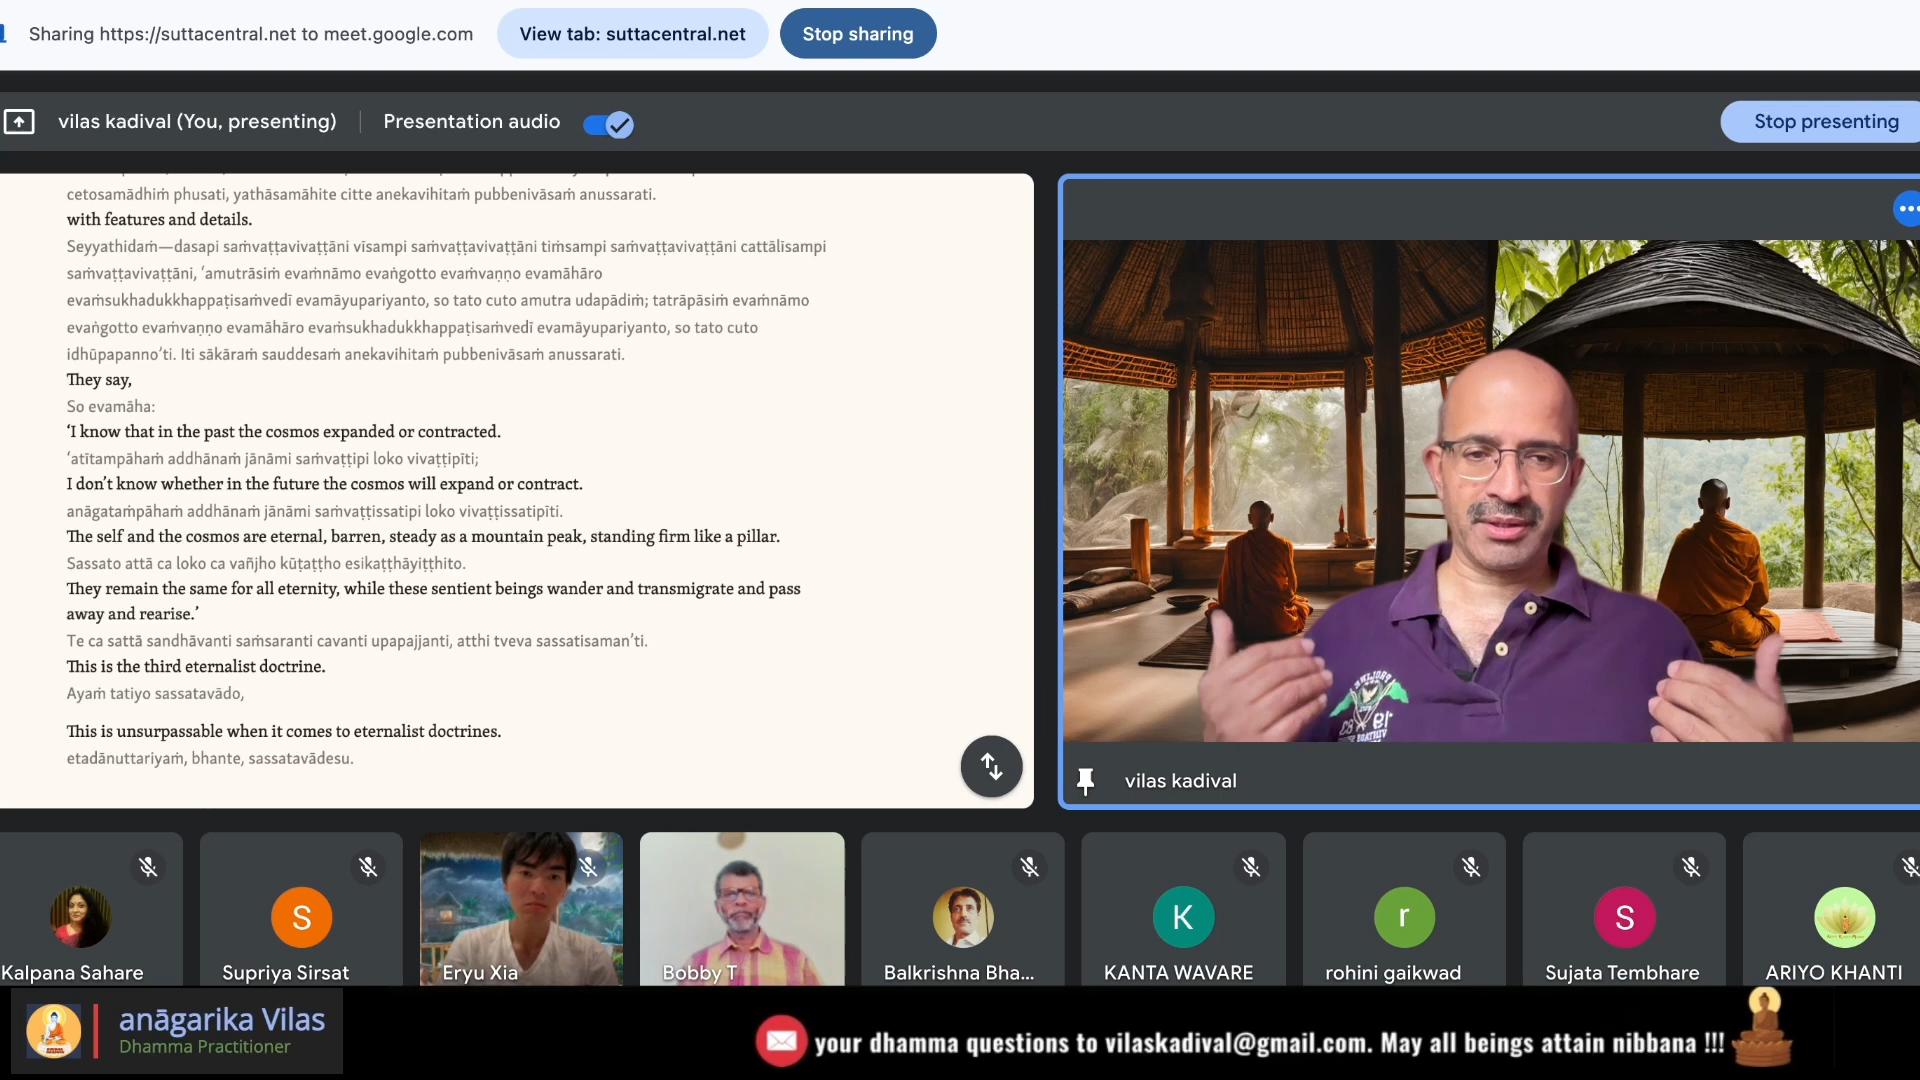 Sharing https://suttacentral.net to meet.google.com
View tab: suttacentral.net
Stop sharing
vilas kadival (You, presenting)
Presentation audio
Stop presenting
cetosamādhiṁ phusati, yathāsamāhite citte anekavihitaṁ pubbenivāsaṁ anussarati.
with features and details.
Seyyathidaṁ—dasapi saṁvaṭṭavivaṭṭāni vīsampi saṁvaṭṭavivaṭṭāni tiṁsampi saṁvaṭṭavivaṭṭāni cattālīsampi
saṁvaṭṭavivaṭṭāni, ‘amutrāsiṁ evaṁnāmo evaṅgotto evaṁvaṇṇo evamāhāro
evaṁsukhadukkhappaṭisaṁvedī evamāyupariyanto, so tato cuto amutra udapādiṁ; tatrāpāsiṁ evaṁnāmo
evaṅgotto evaṁvaṇṇo evamāhāro evaṁsukhadukkhappaṭisaṁvedī evamāyupariyanto, so tato cuto
idhūpapanno’ti. Iti sākāraṁ sauddesaṁ anekavihitaṁ pubbenivāsaṁ anussarati.
They say,
So evamāha:
‘I know that in the past the cosmos expanded or contracted.
‘atītampāhaṁ addhānaṁ jānāmi saṁvaṭṭipi loko vivaṭṭipīti;
I don’t know whether in the future the cosmos will expand or contract.
anāgataṁpāhaṁ addhānaṁ jānāmi saṁvaṭṭissatipi loko vivaṭṭissatipīti.
The self and the cosmos are eternal, barren, steady as a mountain peak, standing firm like a pillar.
Sassato attā ca loko ca vañjho kūṭaṭṭho esikaṭṭhāyiṭṭhito.
They remain the same for all eternity, while these sentient beings wander and transmigrate and pass
away and rearise.’
Te ca sattā sandhāvanti saṁsaranti cavanti upapajjanti, atthi tveva sassatisaman’ti.
This is the third eternalist doctrine.
Ayaṁ tatiyo sassatavādo,
This is unsurpassable when it comes to eternalist doctrines.
etadānuttariyaṁ, bhante, sassatavādesu.
vilas kadival
S
K
r
S
Kalpana Sahare
Supriya Sirsat
Eryu Xia
Bobby T
Balkrishna Bha...
KANTA WAVARE
rohini gaikwad
Sujata Tembhare
ARIYO KHANTI
anāgarika Vilas
Dhamma Practitioner
your dhamma questions to vilaskadival@gmail.com. May all beings attain nibbana !!!